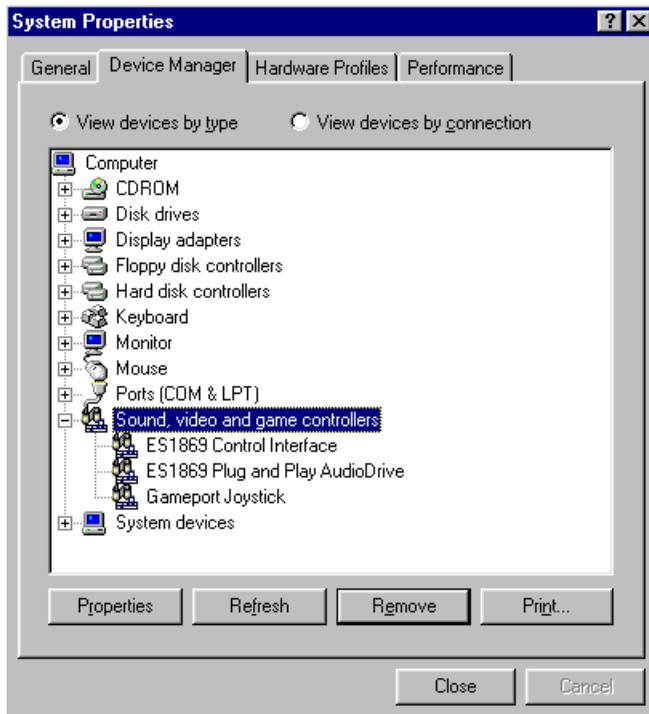 System Properties
General Device Manager Hardware Profiles Performance
View devices by type View devices by connection
Computer
CDROM
Disk drives
Display adapters
Floppy disk controllers
Hard disk controllers
Keyboard
Monitor
Mouse
Ports (COM & LPT)
Sound, video and game controllers
ES1869 Control Interface
ES1869 Plug and Play AudioDrive
Gameport Joystick
System devices
Properties Refresh Remove Print...
Close Cancel